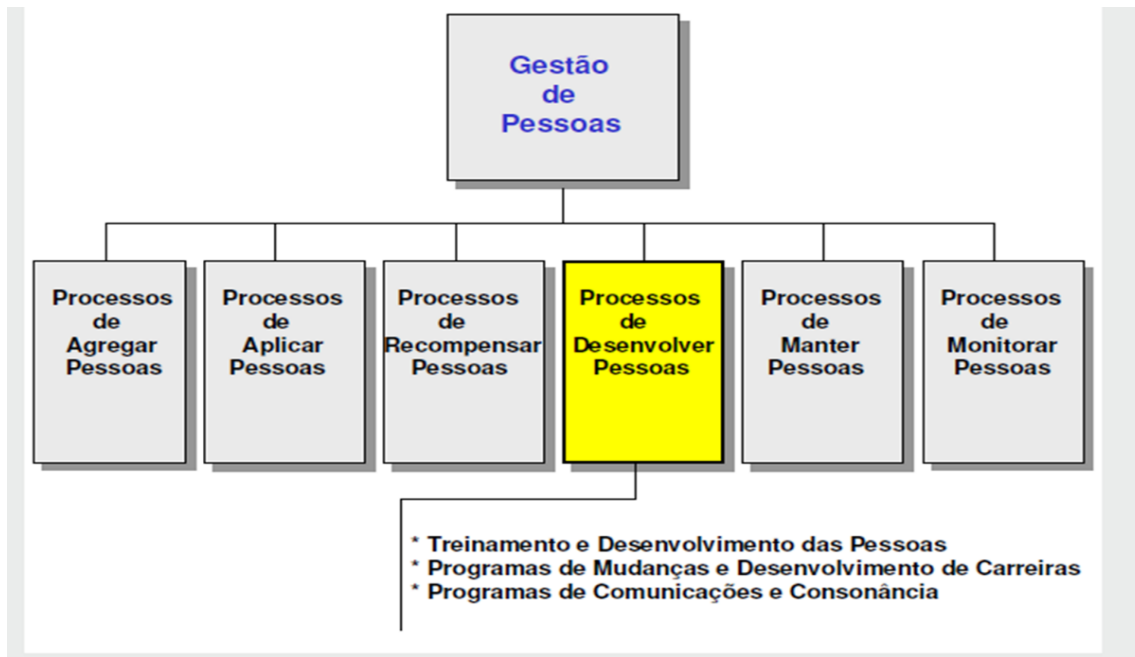 Gestão
de
Pessoas
Processos
de
Agregar
Pessoas
Processos
de
Aplicar
Pessoas
Processos
de
Recompensar
Pessoas
Processos
de
Desenvolver
Pessoas
Processos
de
Manter
Pessoas
Processos
de
Monitorar
Pessoas
* Treinamento e Desenvolvimento das Pessoas
* Programas de Mudanças e Desenvolvimento de Carreiras
* Programas de Comunicações e Consonância